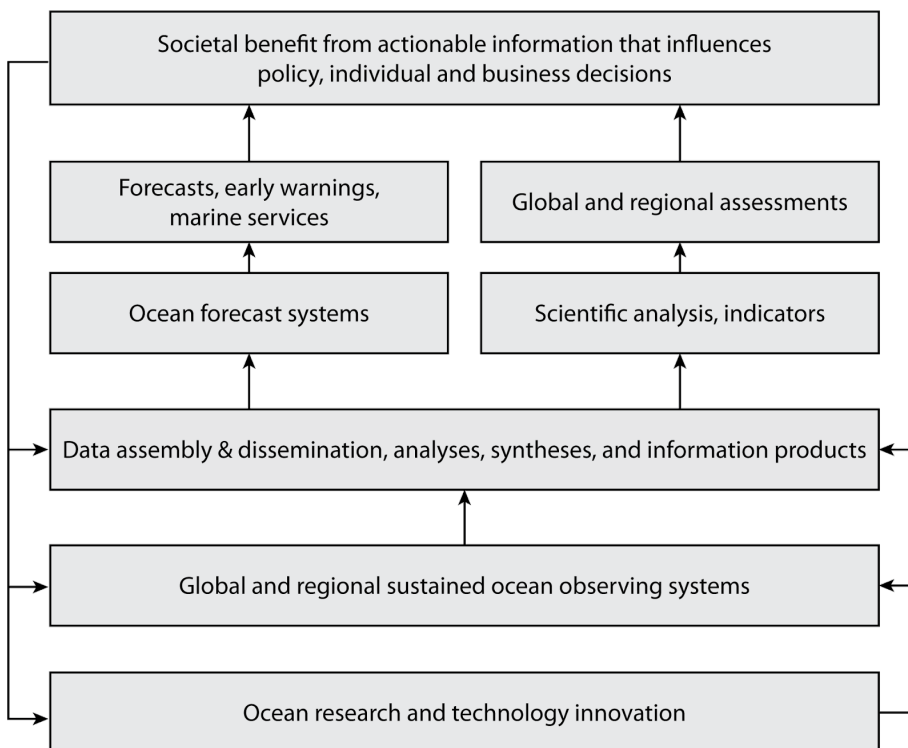 Societal benefit from actionable information that influences
policy, individual and business decisions
Forecasts, early warnings,
marine services
Global and regional assessments
Ocean forecast systems
Scientific analysis, indicators
Data assembly & dissemination, analyses, syntheses, and information products
Global and regional sustained ocean observing systems
Ocean research and technology innovation